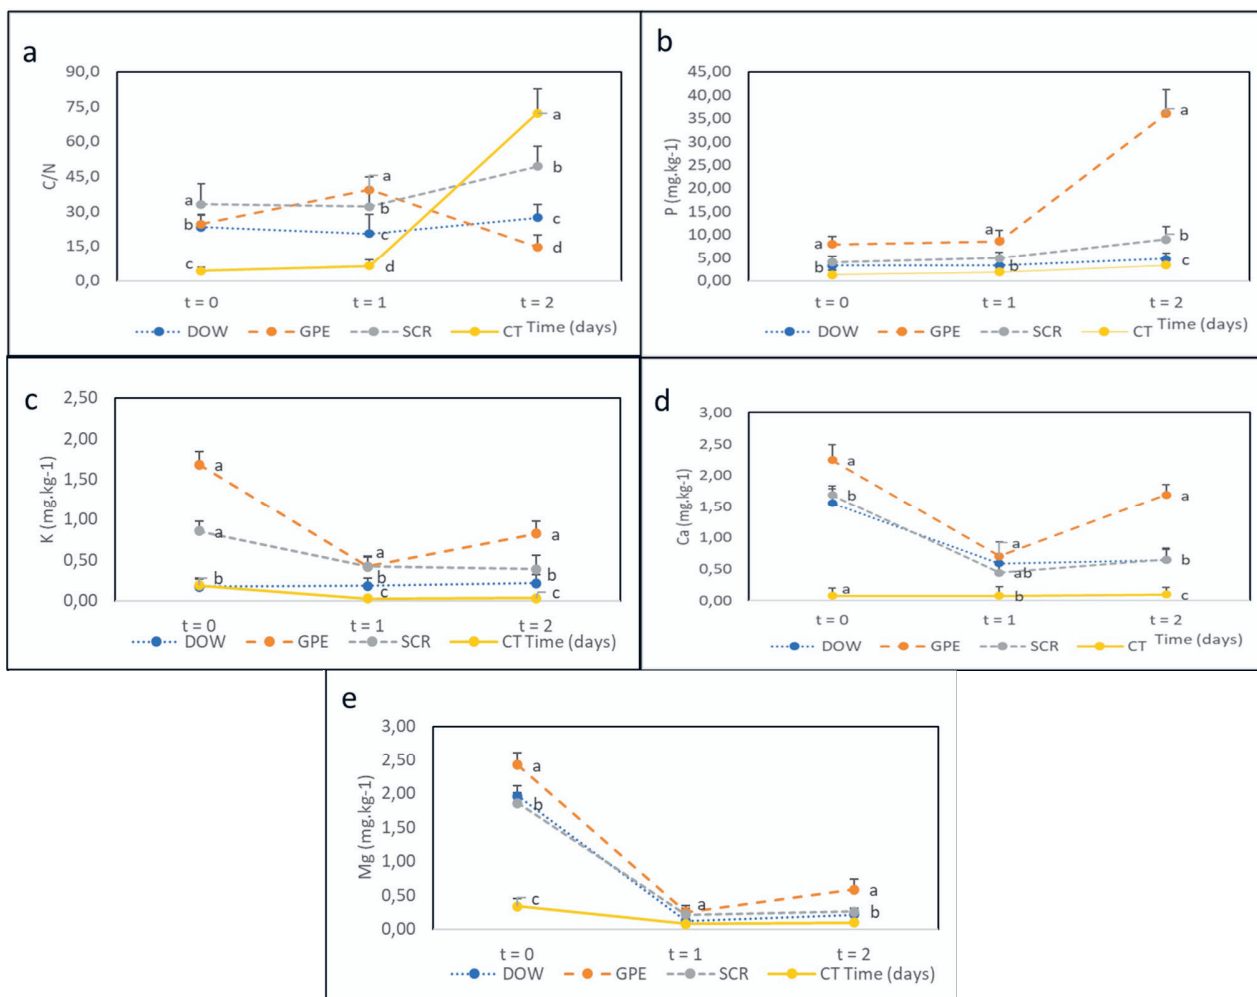 a
90,0
75,0
60,0
45,0
30,0
15,0
0,0
C/N
a
b
c
a
b
c
d
a
b
c
d
t = 0 t = 1 t = 2
DOW GPE SCR CT Time (days)
b
45,00
40,00
35,00
30,00
25,00
20,00
15,00
10,00
5,00
0,00
P (mg.kg-1)
a
b
a
b
a
b
c
t = 0 t = 1 t = 2
DOW GPE SCR CT Time (days)
c
2,50
2,00
1,50
1,00
0,50
0,00
K (mg.kg-1)
a
a
b
a
b
c
a
b
c
t = 0 t = 1 t = 2
DOW GPE SCR CT Time (days)
d
3,00
2,50
2,00
1,50
1,00
0,50
0,00
Ca (mg.kg-1)
a
b
a
a
ab
b
a
b
c
t = 0 t = 1 t = 2
DOW GPE SCR CT Time (days)
e
3,00
2,50
2,00
1,50
1,00
0,50
0,00
Mg (mg.kg-1)
a
b
c
a
a
b
t = 0 t = 1 t = 2
DOW GPE SCR CT Time (days)